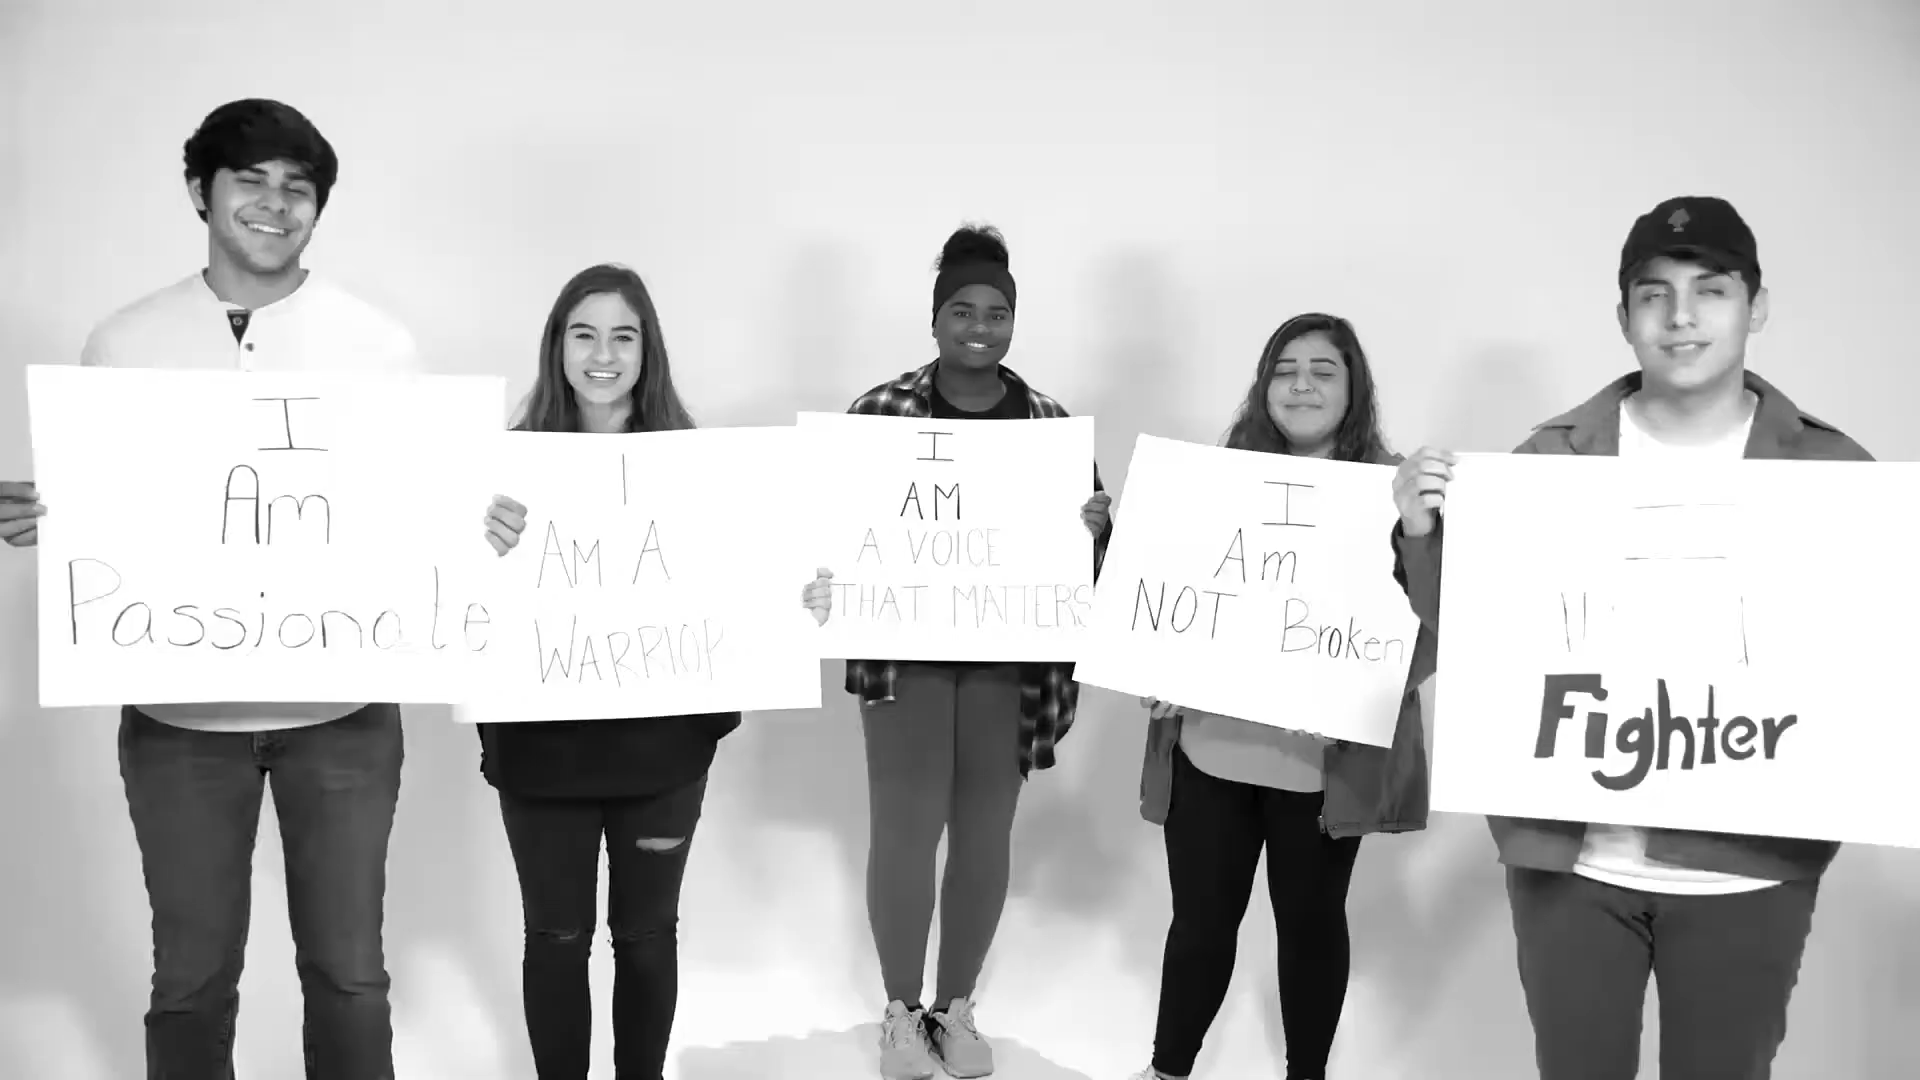 I
Am
Passionate
I
AM A
WARRIOR
I
AM
A VOICE
THAT MATTERS
I
Am
NOT Broken
Fighter